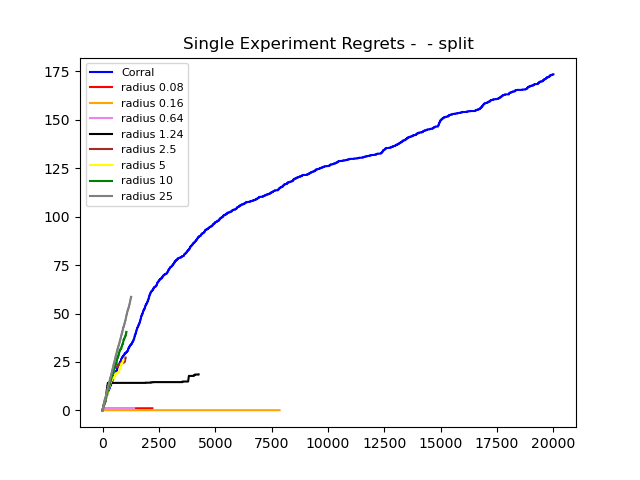 Single Experiment Regrets -  - split
Corral
radius 0.08
radius 0.16
radius 0.64
radius 1.24
radius 2.5
radius 5
radius 10
radius 25
175
150
125
100
75
50
25
0
0 2500 5000 7500 10000 12500 15000 17500 20000